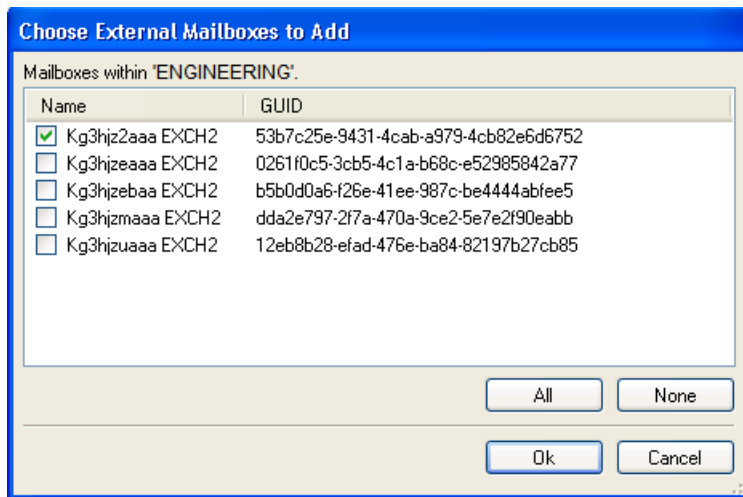 Choose External Mailboxes to Add
Mailboxes within 'ENGINEERING'.
Name GUID
Kg3hjz2aaa EXCH2 53b7c25e-9431-4cab-a979-4cb82e6d6752
Kg3hjzeaaa EXCH2 0261f0c5-3cb5-4c1a-b68c-e52985842a77
Kg3hjzebaa EXCH2 b5b0d0a6-f26e-41ee-987c-be4444abfee5
Kg3hjzmaaa EXCH2 dda2e797-2f7a-470a-9ce2-5e7e2f90eabb
Kg3hjzuaaa EXCH2 12eb8b28-efad-476e-ba84-82197b27cb85
All None
Ok Cancel